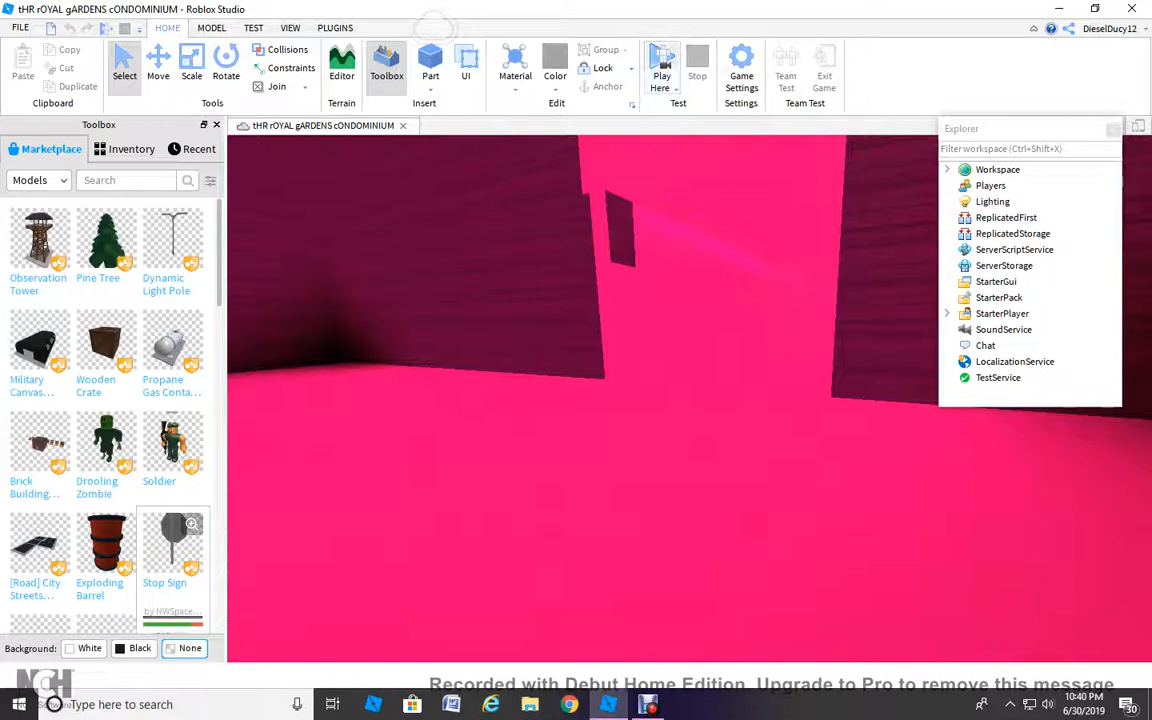 tHR rOYAL gARDENS cONDOMINIUM - Roblox Studio
FILE HOME MODEL TEST VIEW PLUGINS DieselDucy12
Paste Copy Cut Duplicate
Clipboard
Select Move Scale Rotate Collisions Constraints Join
Tools
Editor
Terrain
Toolbox Part UI
Insert
Material Color Group Lock Anchor
Edit
Play Here Stop
Test
Game Settings
Settings
Team Test Exit Game
Team Test
Toolbox
tHR rOYAL gARDENS cONDOMINIUM
Marketplace Inventory Recent
Models Search
Observation Tower
Pine Tree
Dynamic Light Pole
Military Canvas...
Wooden Crate
Propane Gas Conta...
Brick Building...
Drooling Zombie
Soldier
[Road] City Streets...
Exploding Barrel
Stop Sign
by NWSpace...
Background: White Black None
Explorer
Filter workspace (Ctrl+Shift+X)
Workspace
Players
Lighting
ReplicatedFirst
ReplicatedStorage
ServerScriptService
ServerStorage
StarterGui
StarterPack
StarterPlayer
SoundService
Chat
LocalizationService
TestService
NCH
Recorded with Debut Home Edition. Upgrade to Pro to remove this message
Type here to search
10:40 PM
6/30/2019
30